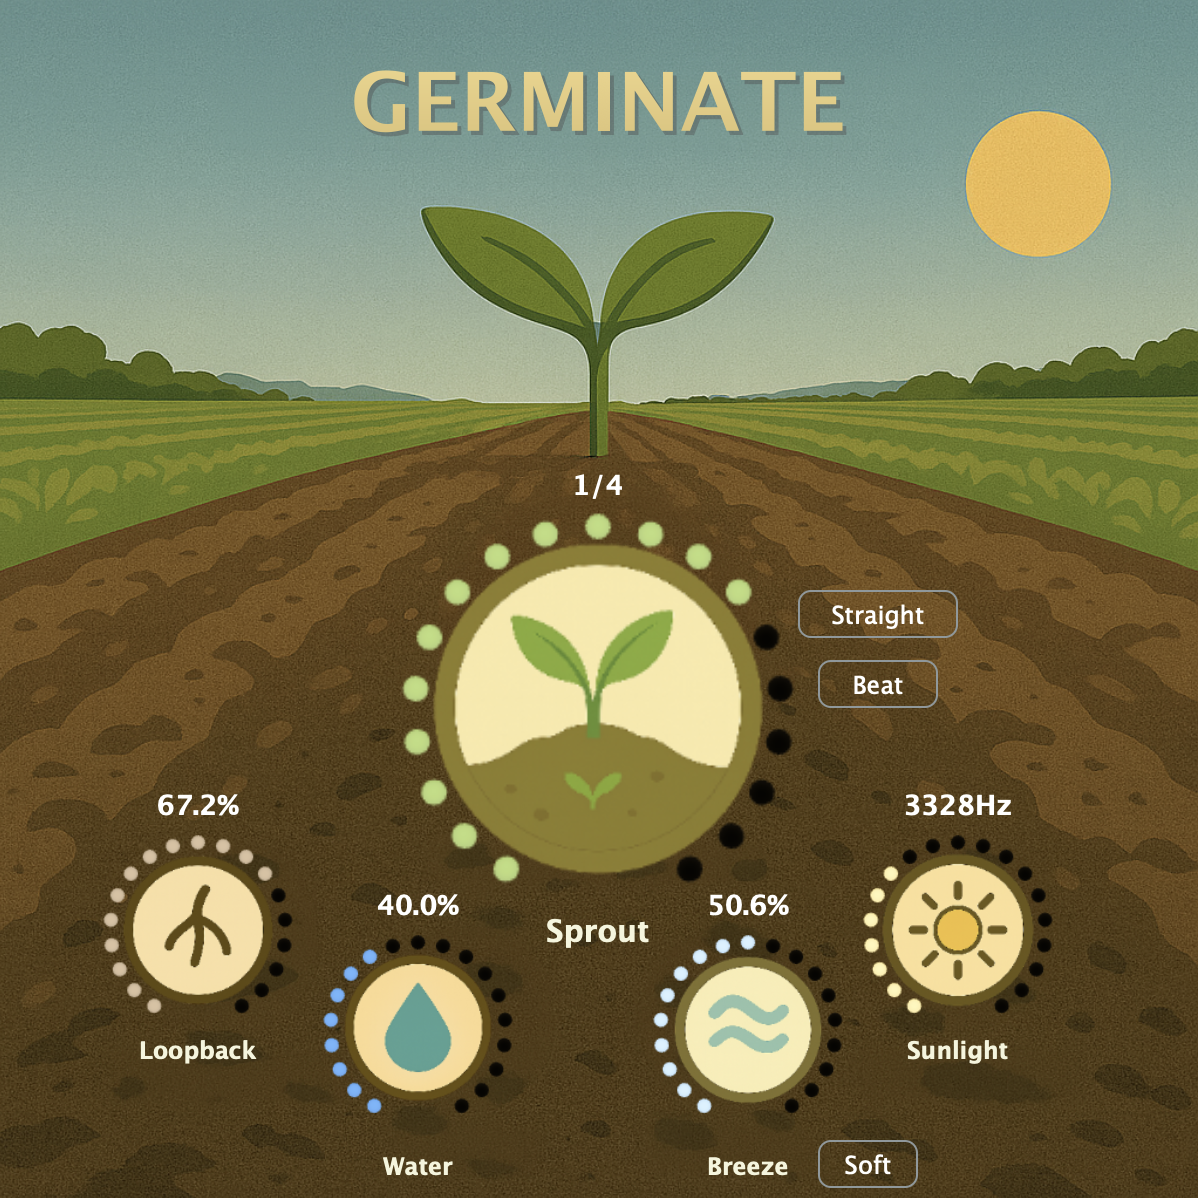 GERMINATE
1/4
Straight
Beat
67.2%
3328Hz
40.0%
50.6%
Sprout
Loopback
Sunlight
Water
Breeze
Soft